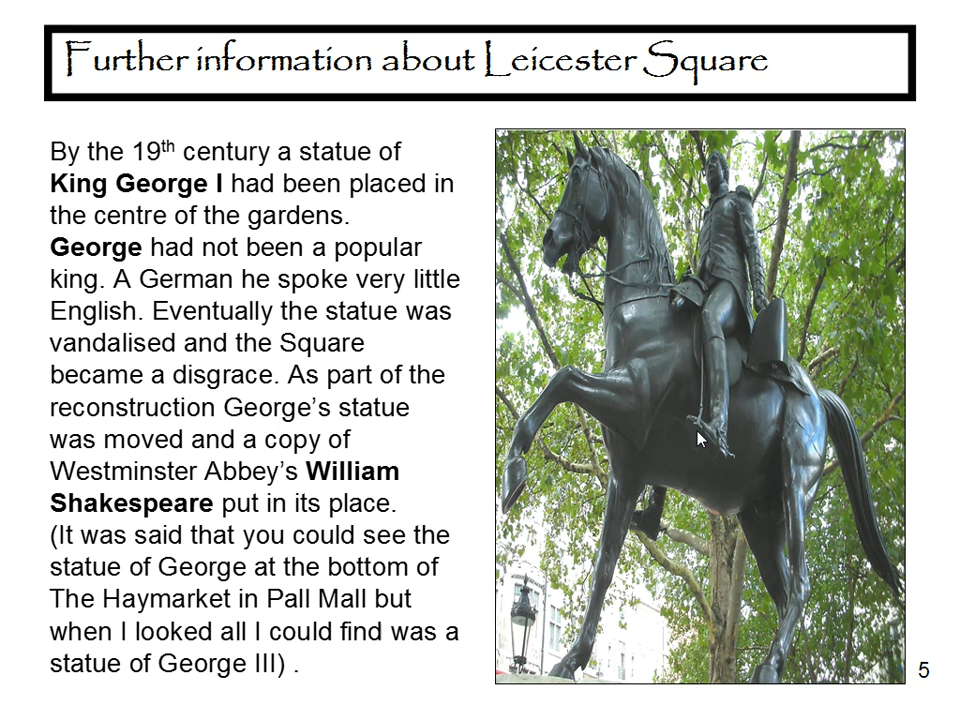 Further information about Leicester Square
By the 19th century a statue of
King George I had been placed in
the centre of the gardens.
George had not been a popular
king. A German he spoke very little
English. Eventually the statue was
vandalised and the Square
became a disgrace. As part of the
reconstruction George’s statue
was moved and a copy of
Westminster Abbey’s William
Shakespeare put in its place.
(It was said that you could see the
statue of George at the bottom of
The Haymarket in Pall Mall but
when I looked all I could find was a
statue of George III) .
5